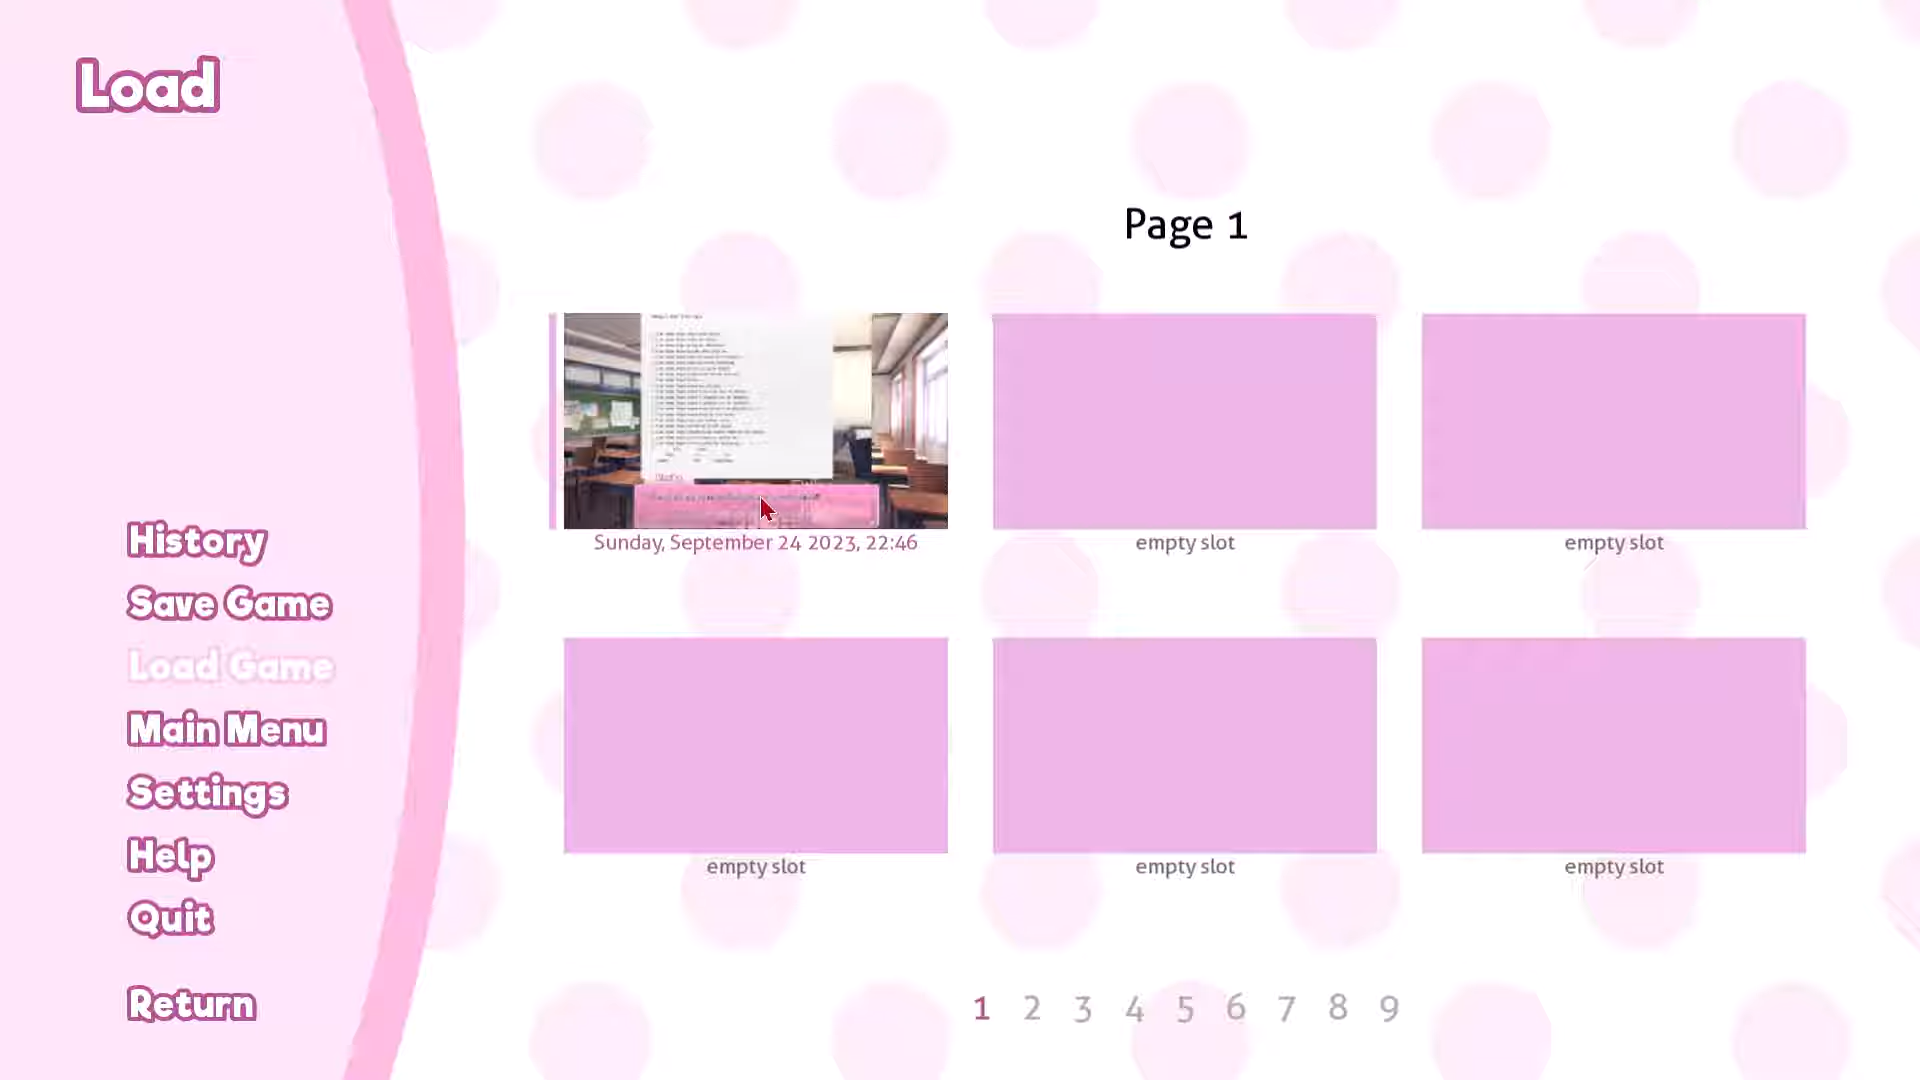 Load
Page 1
Sunday, September 24 2023, 22:46
empty slot
empty slot
History
Save Game
Load Game
Main Menu
Settings
Help
Quit
Return
empty slot
empty slot
empty slot
1 2 3 4 5 6 7 8 9